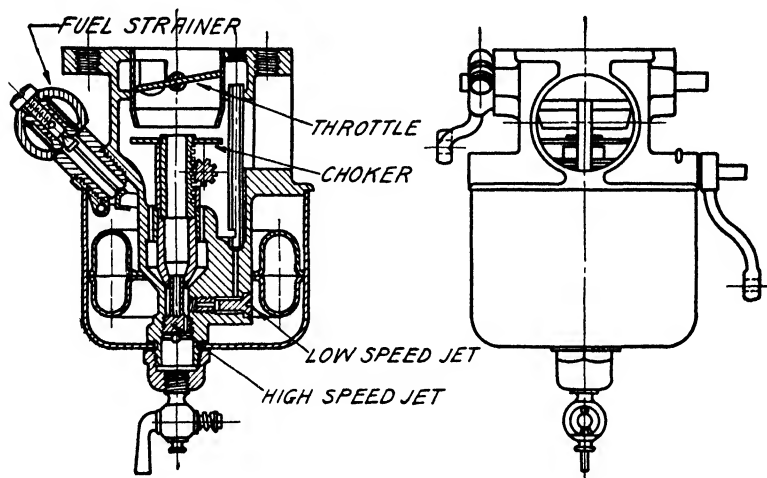 FUEL STRAINER
THROTTLE
CHOKER
LOW SPEED JET
HIGH SPEED JET